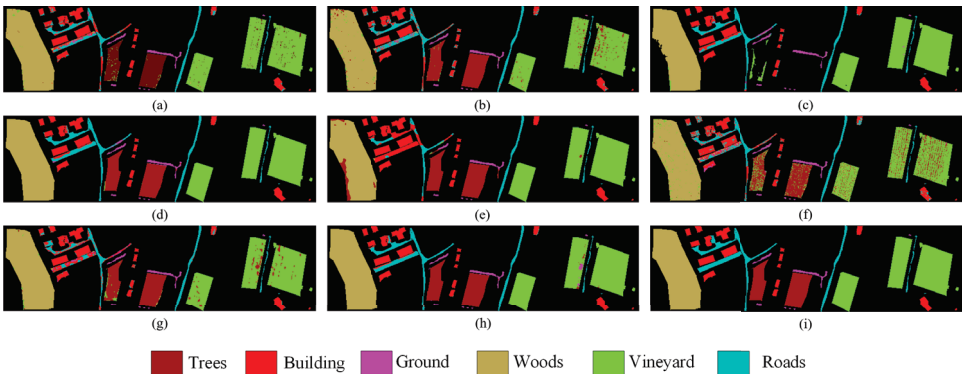 (a)
(b)
(c)
(d)
(e)
(f)
(g)
(h)
(i)
Trees Building Ground Woods Vineyard Roads